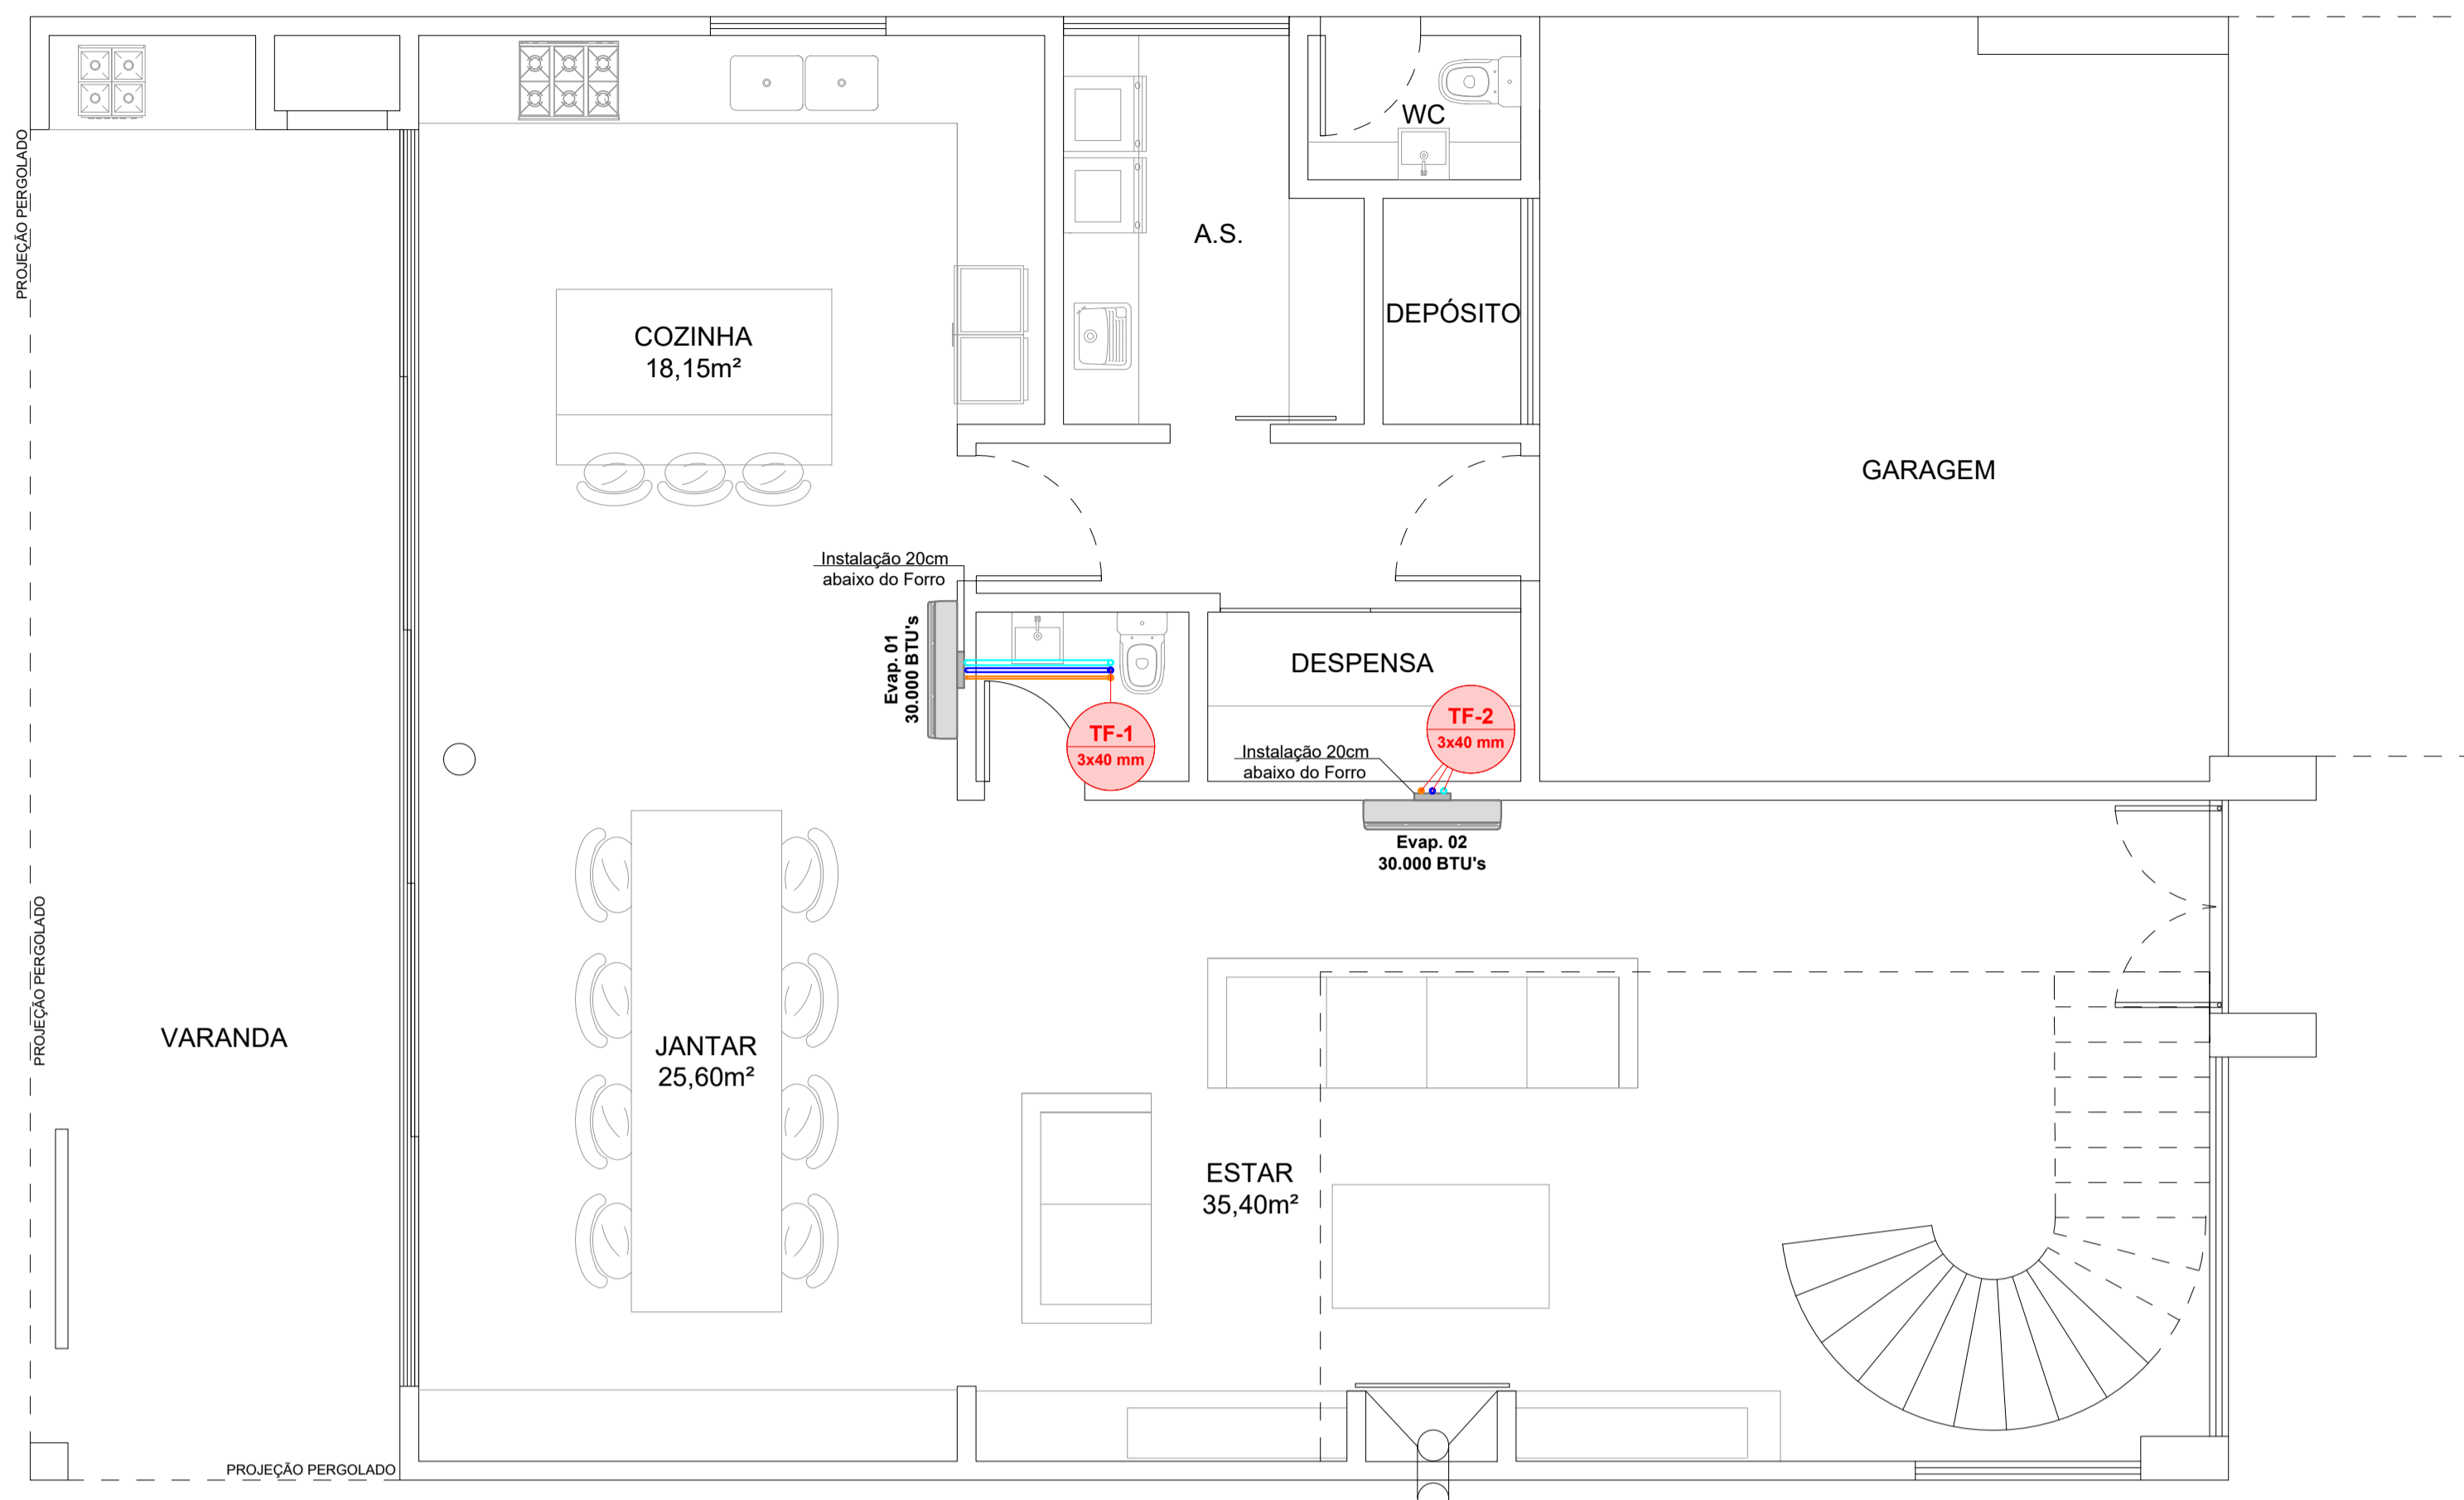 PROJEÇÃO PERGOLADO
WC
A.S.
DEPÓSITO
COZINHA
18,15m²
GARAGEM
Instalação 20cm
abaixo do Forro
Evap. 01
30.000 BTU's
DESPENSA
TF-1
3x40 mm
TF-2
3x40 mm
Instalação 20cm
abaixo do Forro
Evap. 02
30.000 BTU's
PROJEÇÃO PERGOLADO
VARANDA
JANTAR
25,60m²
ESTAR
35,40m²
PROJEÇÃO PERGOLADO